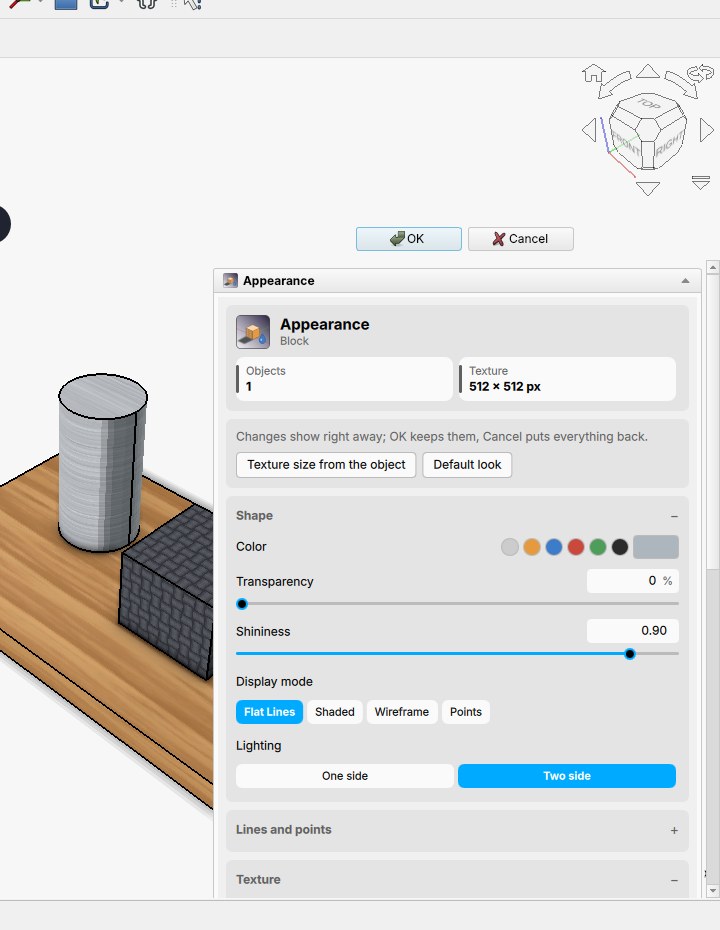 TOP
FRONT
RIGHT
OK
Cancel
Appearance
Appearance
Block
Objects
1
Texture
512 × 512 px
Changes show right away; OK keeps them, Cancel puts everything back.
Texture size from the object
Default look
Shape
Color
Transparency
0 %
Shininess
0.90
Display mode
Flat Lines
Shaded
Wireframe
Points
Lighting
One side
Two side
Lines and points
Texture